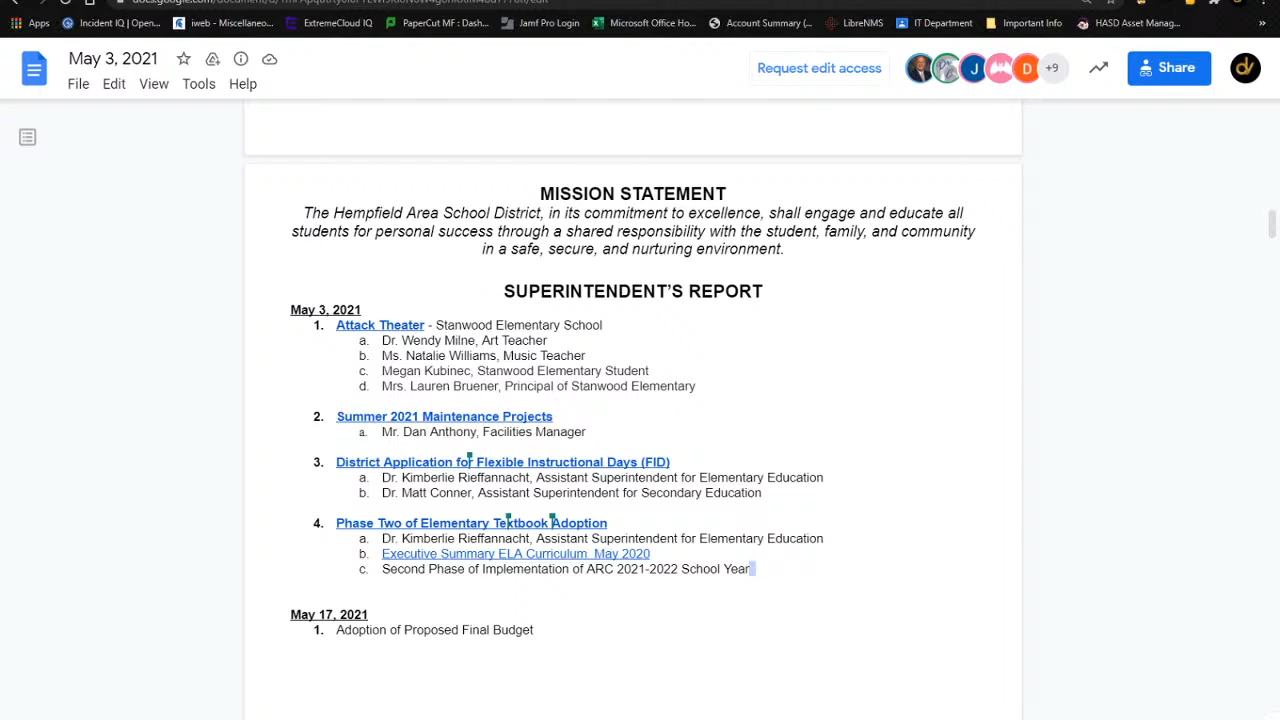 Apps
Incident IQ | Open...
iweb - Miscellaneo...
ExtremeCloud IQ
PaperCut MF : Dashb...
Jamf Pro Login
Microsoft Office Ho...
Account Summary (...
LibreNMS
IT Department
Important Info
HASD Asset Manag...
»
May 3, 2021
File Edit View Tools Help
Request edit access
J
D
+9
Share
dv
MISSION STATEMENT
The Hempfield Area School District, in its commitment to excellence, shall engage and educate all
students for personal success through a shared responsibility with the student, family, and community
in a safe, secure, and nurturing environment.
SUPERINTENDENT'S REPORT
May 3, 2021
1. Attack Theater - Stanwood Elementary School
a. Dr. Wendy Milne, Art Teacher
b. Ms. Natalie Williams, Music Teacher
c. Megan Kubinec, Stanwood Elementary Student
d. Mrs. Lauren Bruener, Principal of Stanwood Elementary
2. Summer 2021 Maintenance Projects
a. Mr. Dan Anthony, Facilities Manager
3. District Application for Flexible Instructional Days (FID)
a. Dr. Kimberlie Rieffannacht, Assistant Superintendent for Elementary Education
b. Dr. Matt Conner, Assistant Superintendent for Secondary Education
4. Phase Two of Elementary Textbook Adoption
a. Dr. Kimberlie Rieffannacht, Assistant Superintendent for Elementary Education
b. Executive Summary ELA Curriculum May 2020
c. Second Phase of Implementation of ARC 2021-2022 School Year
May 17, 2021
1. Adoption of Proposed Final Budget